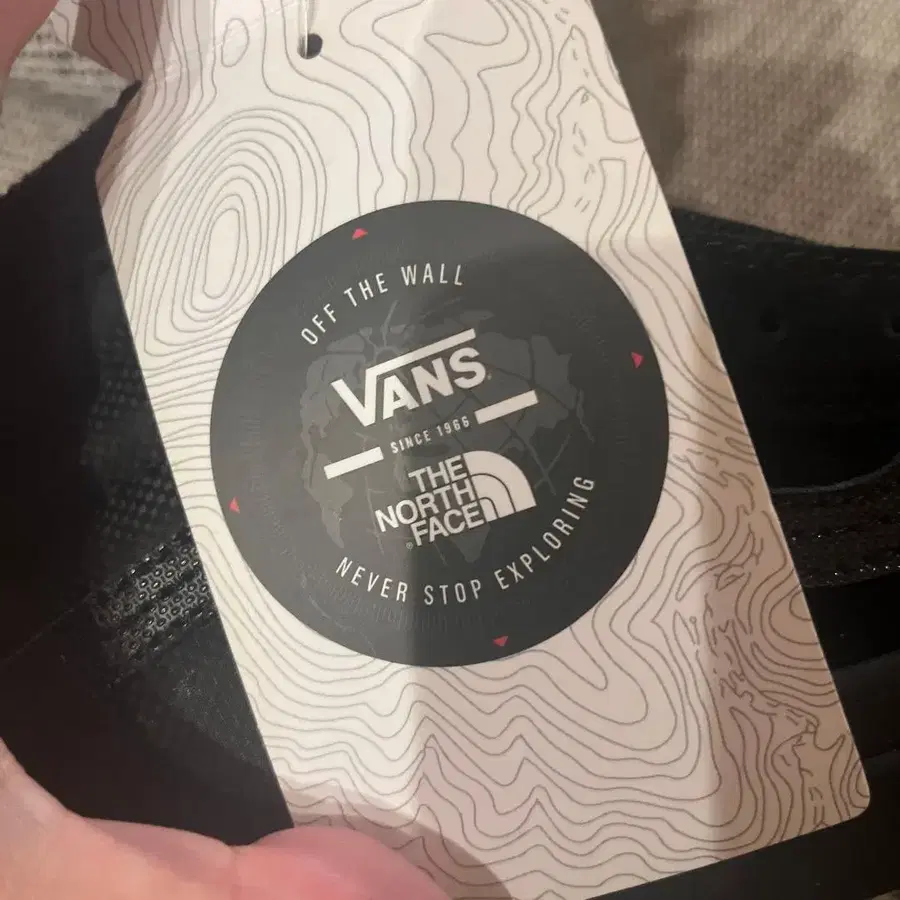 OFF THE WALL
VANS
SINCE 1966
THE
NORTH
FACE
NEVER STOP EXPLORING